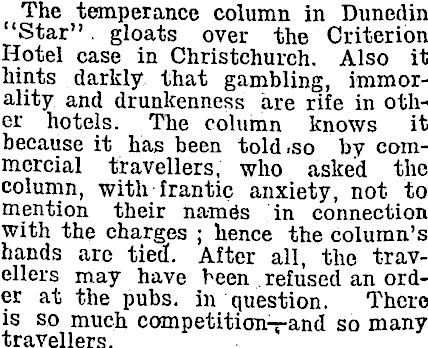 The temperance column in Dunedin
"Star" gloats over the Criterion
Hotel case in Christchurch. Also it
hints darkly that gambling, immor-
ality and drunkenness are rife in oth-
er hotels. The column knows it
because it has been told so by com-
mercial travellers, who asked the
column, with frantic anxiety, not to
mention their names in connection
with the charges ; hence the column's
hands are tied. After all, the trav-
ellers may have been refused an ord-
er at the pubs. in question. There
is so much competition—and so many
travellers.